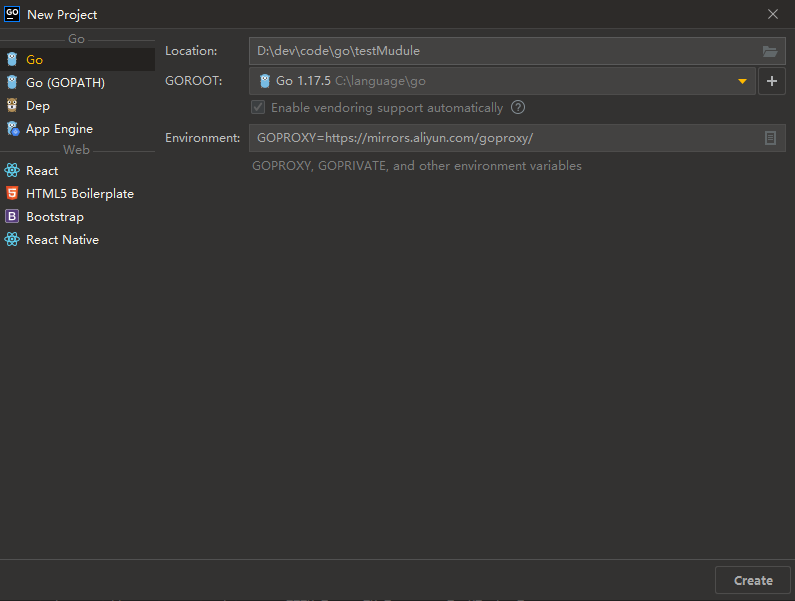 GO New Project
Go
Go
Go (GOPATH)
Dep
App Engine
Web
React
5 HTML5 Boilerplate
B Bootstrap
React Native
Location: D:\dev\code\go\testMudule
GOROOT: Go 1.17.5 C:\language\go
Enable vendoring support automatically ?
Environment: GOPROXY=https://mirrors.aliyun.com/goproxy/
GOPROXY, GOPRIVATE, and other environment variables
Create